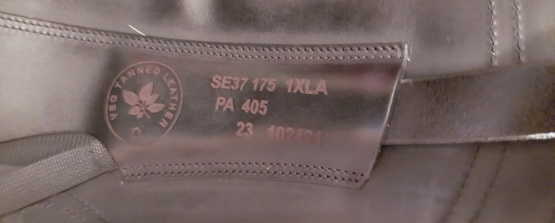 VEG TANNED LEATHER
SE37 175 1XLA
PA 405
23 102421